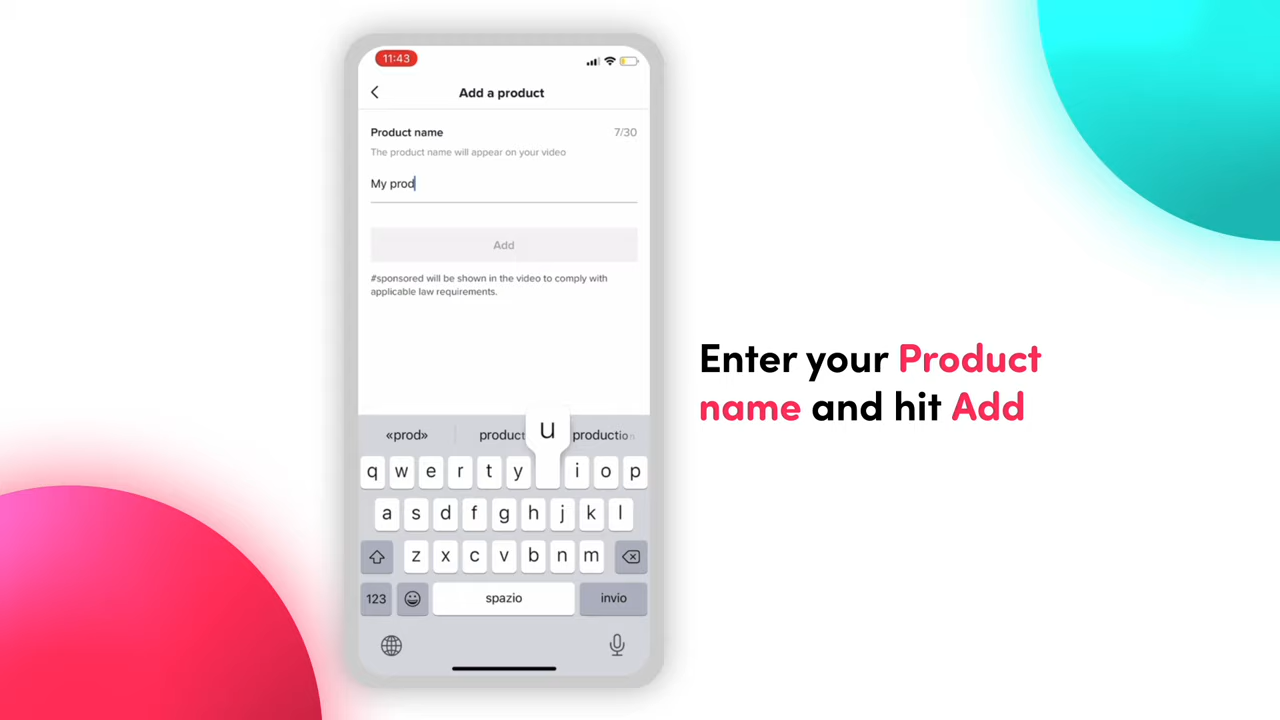 11:43
Add a product
Product name 7/30
The product name will appear on your video
My prod
Add
#sponsored will be shown in the video to comply with
applicable law requirements.
Enter your Product
name and hit Add
«prod» product production
u
q w e r t y i o p
a s d f g h j k l
z x c v b n m
123 spazio invio